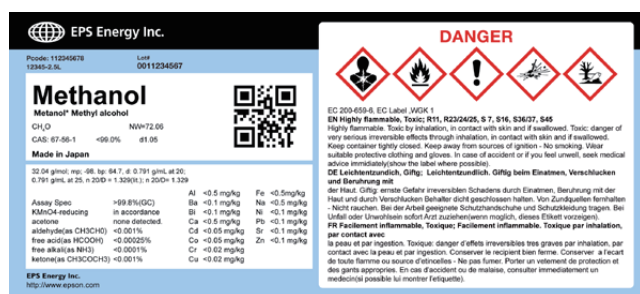 EPS Energy Inc.
Pcode: 112345678
12345-2.5L
Lot#
0011234567
Methanol
Metanol* Methyl alcohol
CH₄O NW=72.06
CAS: 67-56-1 <99.0% d1.05
Made in Japan
32.04 g/mol; mp; -98, bp: 64.7, d: 0.791 g/mL at 20;
0.791 g/mL at 25, n 20/D = 1.329(lit.); n 20/D= 1.329
Assay Spec >99.8%(GC)
KMnO4-reducing in accordance
acetone none detected.
aldehyde(as CH3CH0) <0.001%
free acid(as HCOOH) <0.00025%
free alkali(as NH3) <0.0001%
ketone(as CH3COCH3) <0.001%
Al <0.5 mg/kg
Ba <0.1 mg/kg
Bi <0.1 mg/kg
Ca <0.5 mg/kg
Cd <0.05 mg/kg
Co <0.05 mg/kg
Cr <0.02 mg/kg
Cu <0.02 mg/kg
Fe <0.5mg/kg
Na <0.5 mg/kg
Ni <0.1 mg/kg
Pb <0.1 mg/kg
Sr <0.1 mg/kg
Zn <0.1 mg/kg
EPS Energy Inc.
http://www.epson.com
DANGER
EC 200-659-6, EC Label ,WGK 1
EN Highly flammable, Toxic; R11, R23/24/25, S 7, S16, S36/37, S45
Highly flammable. Toxic by inhalation, in contact with skin and if swallowed. Toxic: danger of
very serious irreversible effects through inhalation, in contact with skin and if swallowed.
Keep container tightly closed. Keep away from sources of ignition - No smoking. Wear
suitable protective clothing and gloves. In case of accident or if you feel unwell, seek medical
advice immediately(show the label where possible).
DE Leichtentzundlich, Giftig; Leichtentzundlich. Giftig beim Einatmen, Verschlucken
und Beruhrung mit
der Haut. Giftig: ernste Gefahr irreversiblen Schadens durch Einatmen, Beruhrung mit der
Haut und durch Verschlucken Behalter dicht geschlossen halten. Von Zundquellen fernhalten
- Nicht rauchen. Bei der Arbeit geeignete Schutzhandschuhe und Schutzkleidung tragen. Bei
Unfall oder Unwohlsein sofort Arzt zuziehen(wenn moglich, dieses Etikett vorzeigen).
FR Facilement inflammable, Toxique; Facilement inflammable. Toxique par inhalation,
par contact avec
la peau et par ingestion. Toxique: danger d'effets irreversibles tres graves par inhalation, par
contact avec la peau et par ingestion. Conserver le recipient bien ferme. Conserver a l'ecart
de toute flamme ou source d'etincelles - Ne pas fumer. Porter un vetement de protection et
des gants appropries. En cas d'accident ou de malaise, consulter immediatement un
medecin(si possible lui montrer l'etiquette).